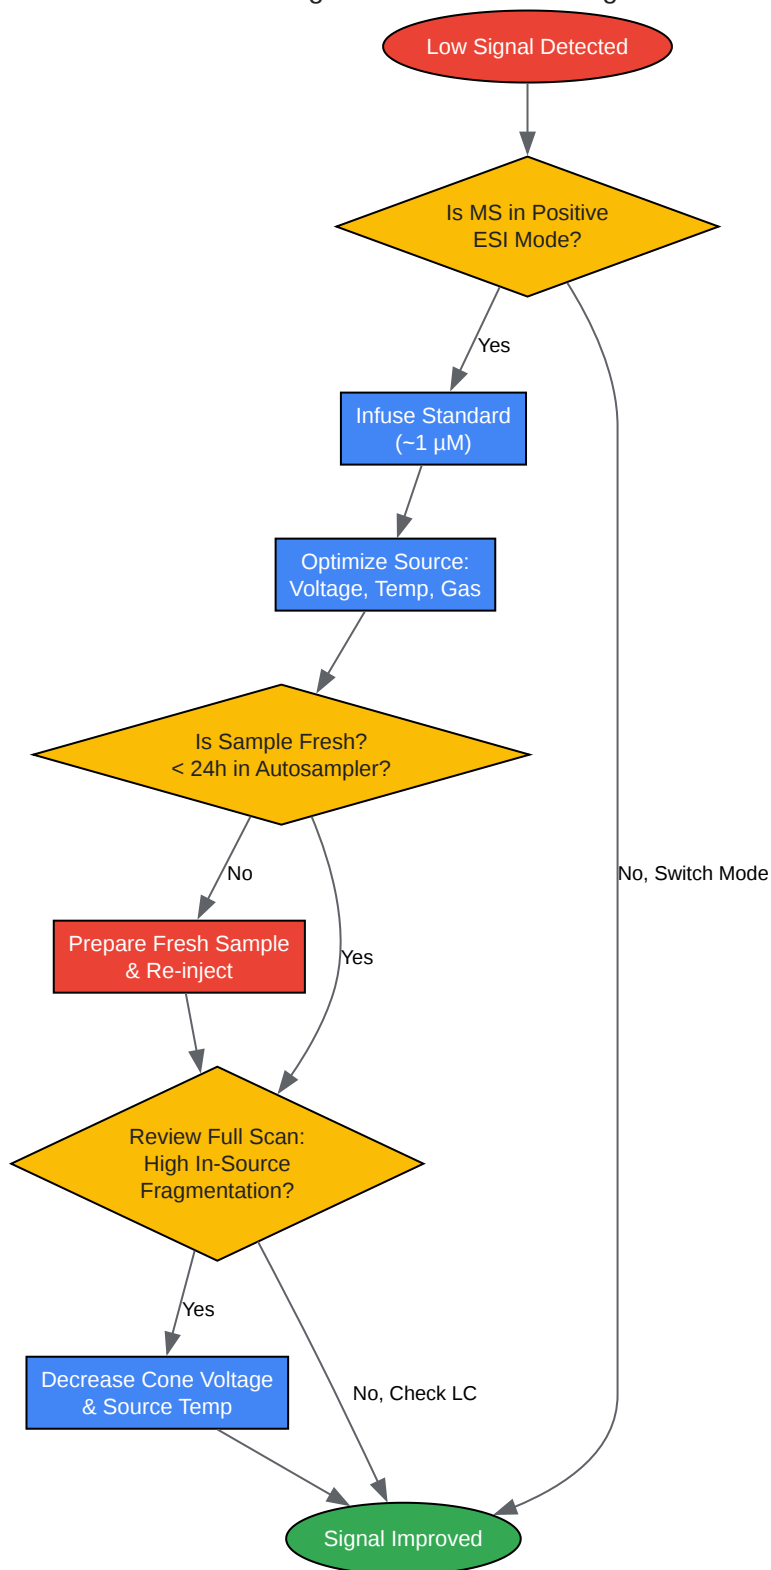 Low Signal Detected
Is MS in Positive
ESI Mode?
Yes
Infuse Standard
(~1 µM)
Optimize Source:
Voltage, Temp, Gas
Is Sample Fresh?
< 24h in Autosampler?
No
No, Switch Mode
Prepare Fresh Sample
& Re-inject
Yes
Review Full Scan:
High In-Source
Fragmentation?
Yes
Decrease Cone Voltage
& Source Temp
No, Check LC
Signal Improved